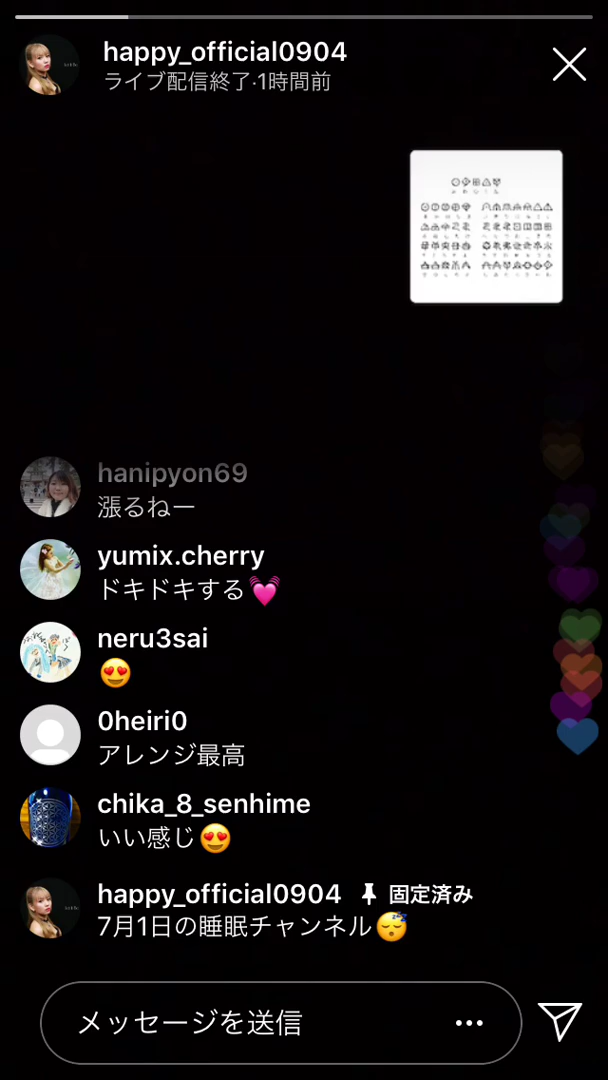 happy_official0904
ライブ配信終了·1時間前
hanipyon69
漲るねー
yumix.cherry
ドキドキする💓
neru3sai
😍
0heiri0
アレンジ最高
chika_8_senhime
いい感じ😍
happy_official0904 固定済み
7月1日の睡眠チャンネル😴
メッセージを送信